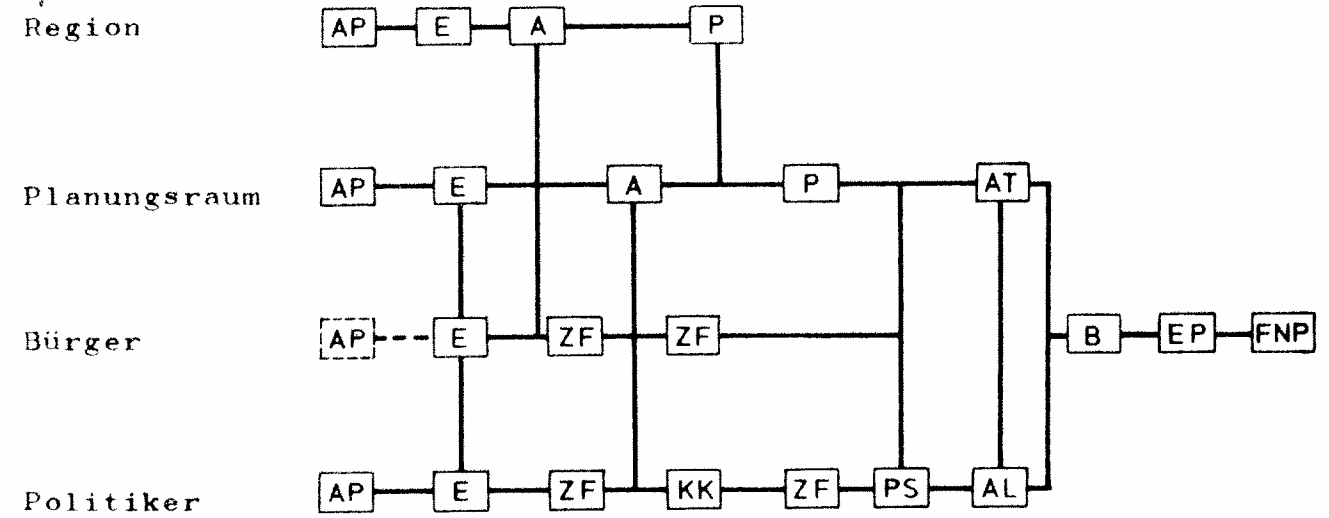 Region AP E A P
Planungsraum AP E A P AT
Bürger AP E ZF ZF B EP FNP
Politiker AP E ZF KK ZF PS AL